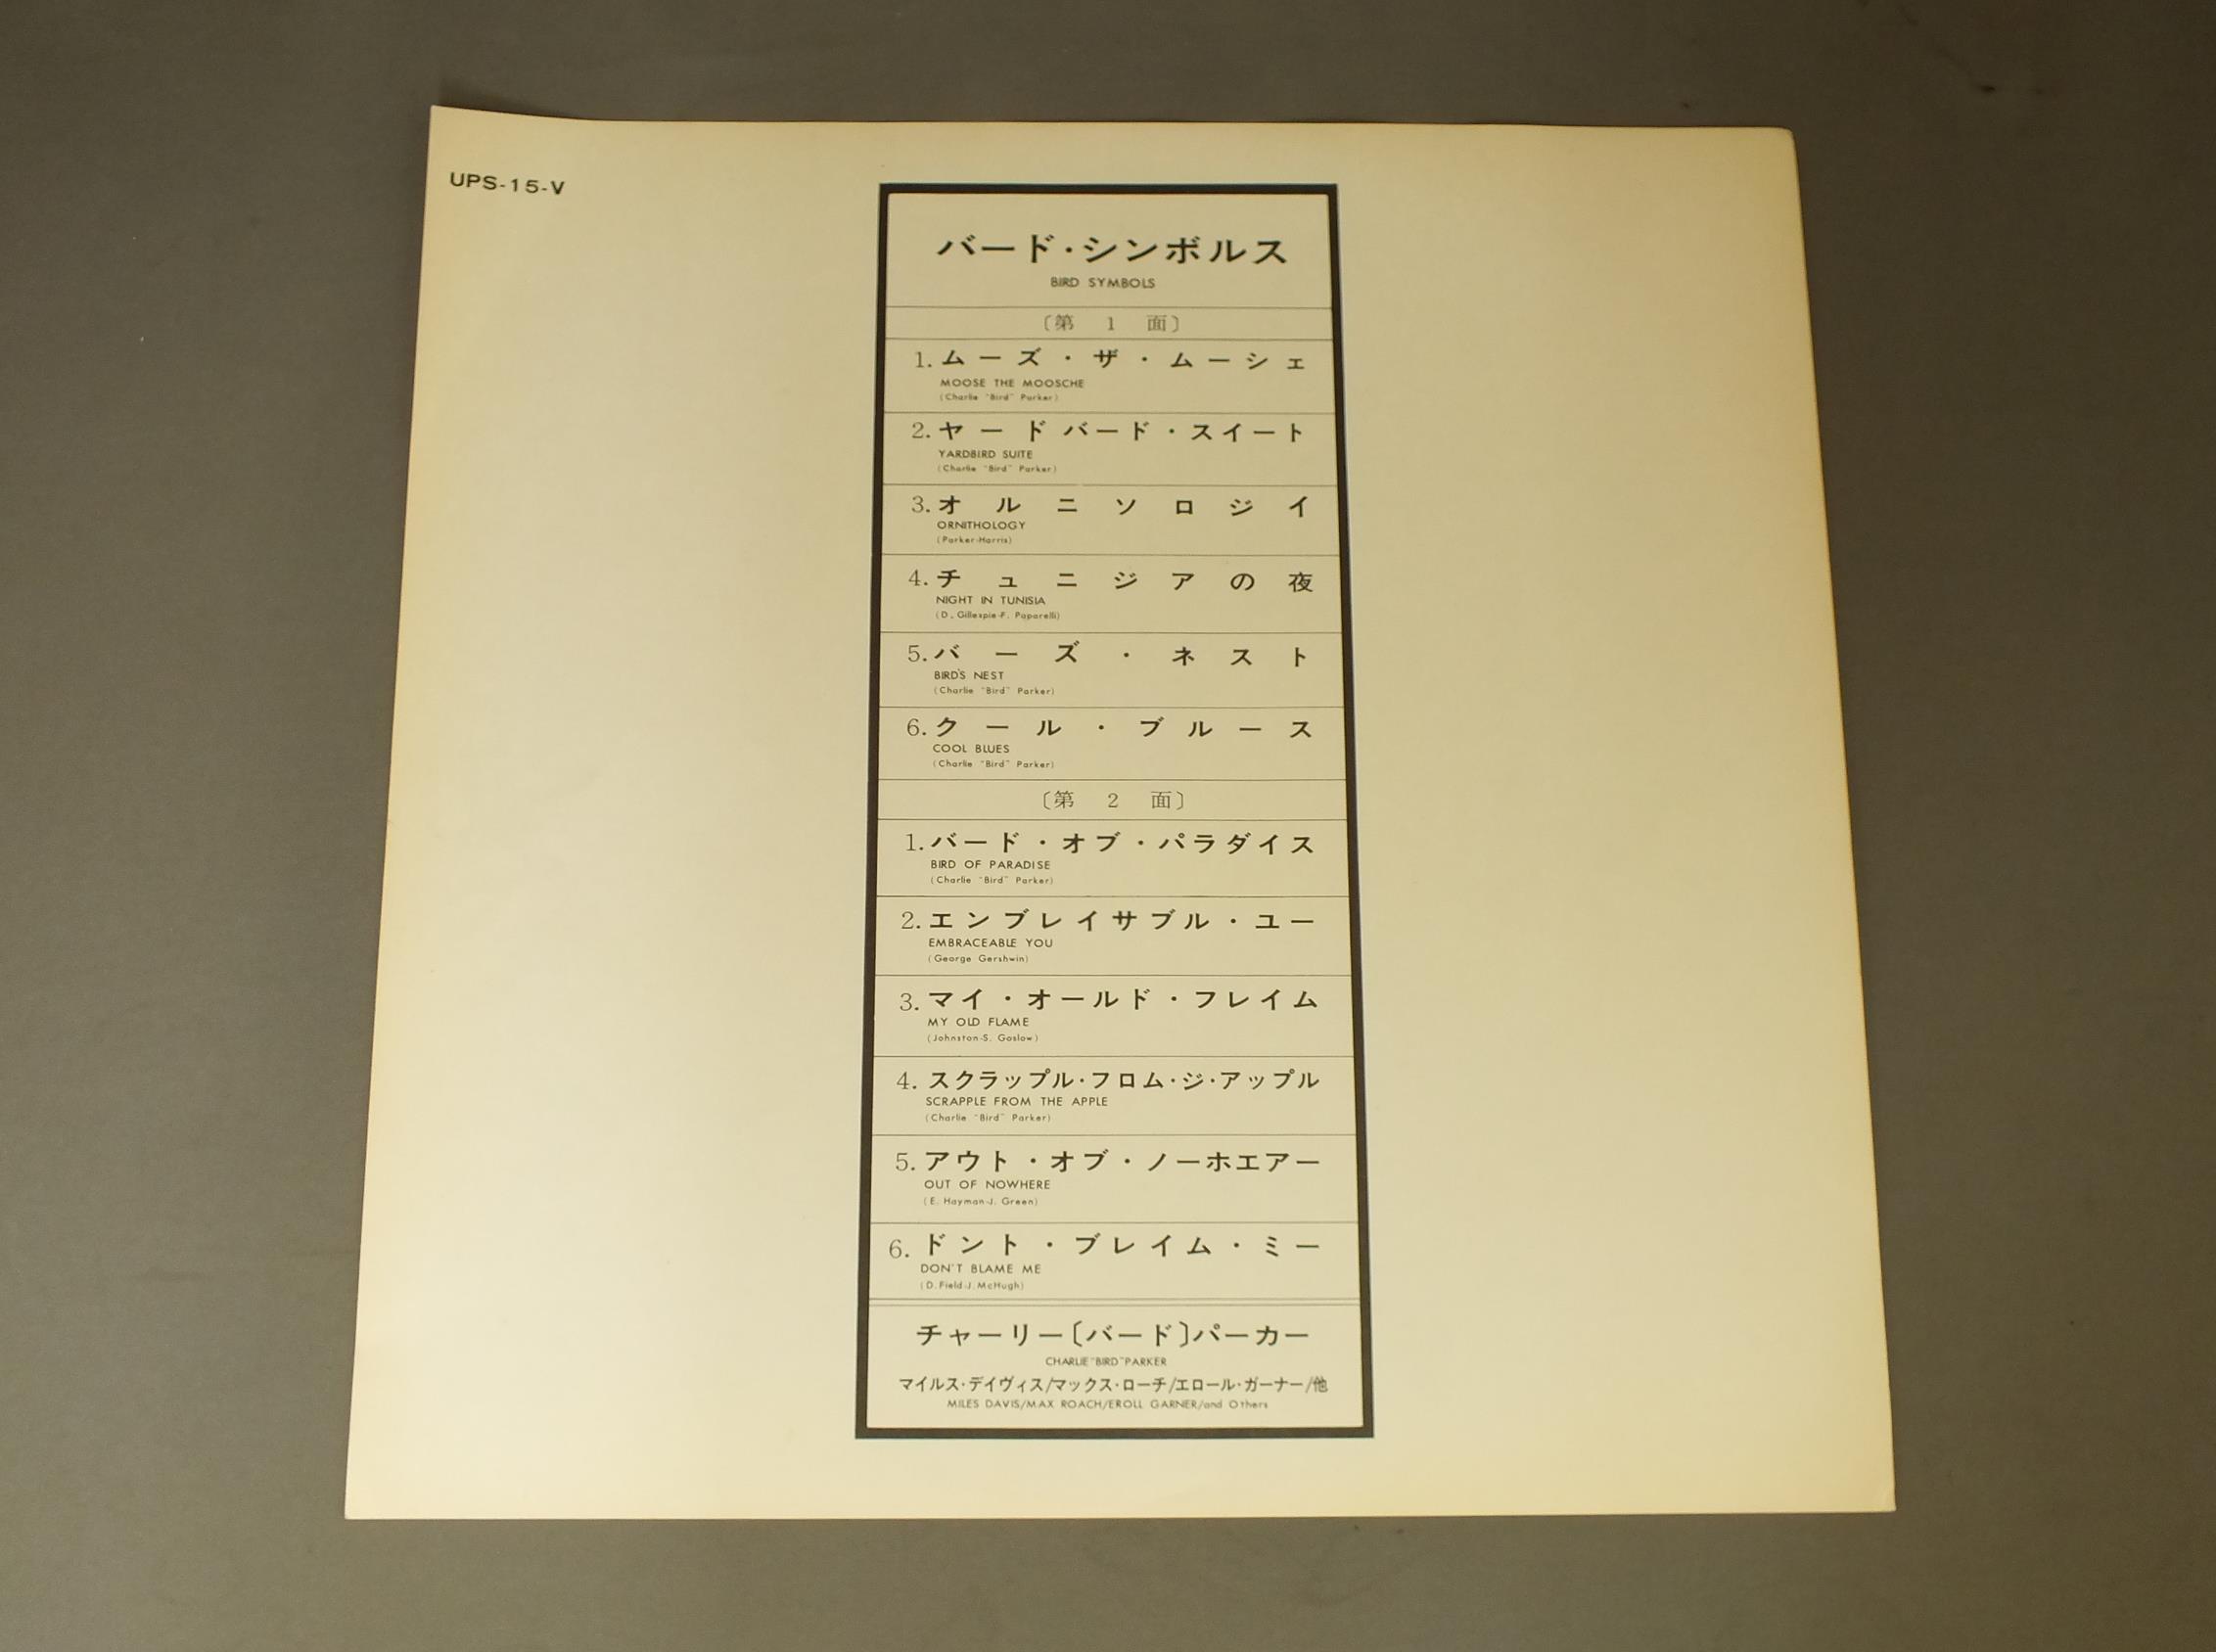 UPS-15-V
バード・シンボルス
BIRD SYMBOLS
〔第 1 面〕
1. ムーズ・ザ・ムーシェ
MOOSE THE MOOSCHE
(Charlie "Bird" Parker)
2. ヤードバード・スイート
YARDBIRD SUITE
(Charlie "Bird" Parker)
3. オルニソロジイ
ORNITHOLOGY
(Parker-Harris)
4. チュニジアの夜
NIGHT IN TUNISIA
(D. Gillespie-F. Paparelli)
5. バーズ・ネスト
BIRD'S NEST
(Charlie "Bird" Parker)
6. クール・ブルース
COOL BLUES
(Charlie "Bird" Parker)
〔第 2 面〕
1. バード・オブ・パラダイス
BIRD OF PARADISE
(Charlie "Bird" Parker)
2. エンブレイサブル・ユー
EMBRACEABLE YOU
(George Gershwin)
3. マイ・オールド・フレイム
MY OLD FLAME
(Johnston-S. Goslow)
4. スクラップル・フロム・ジ・アップル
SCRAPPLE FROM THE APPLE
(Charlie "Bird" Parker)
5. アウト・オブ・ノーホエアー
OUT OF NOWHERE
(E. Hayman-J. Green)
6. ドント・ブレイム・ミー
DON'T BLAME ME
(D. Field-J. McHugh)
チャーリー〔バード〕パーカー
CHARLIE "BIRD" PARKER
マイルス・デイヴィス/マックス・ローチ/エロール・ガーナー/他
MILES DAVIS/MAX ROACH/EROLL GARNER/and Others